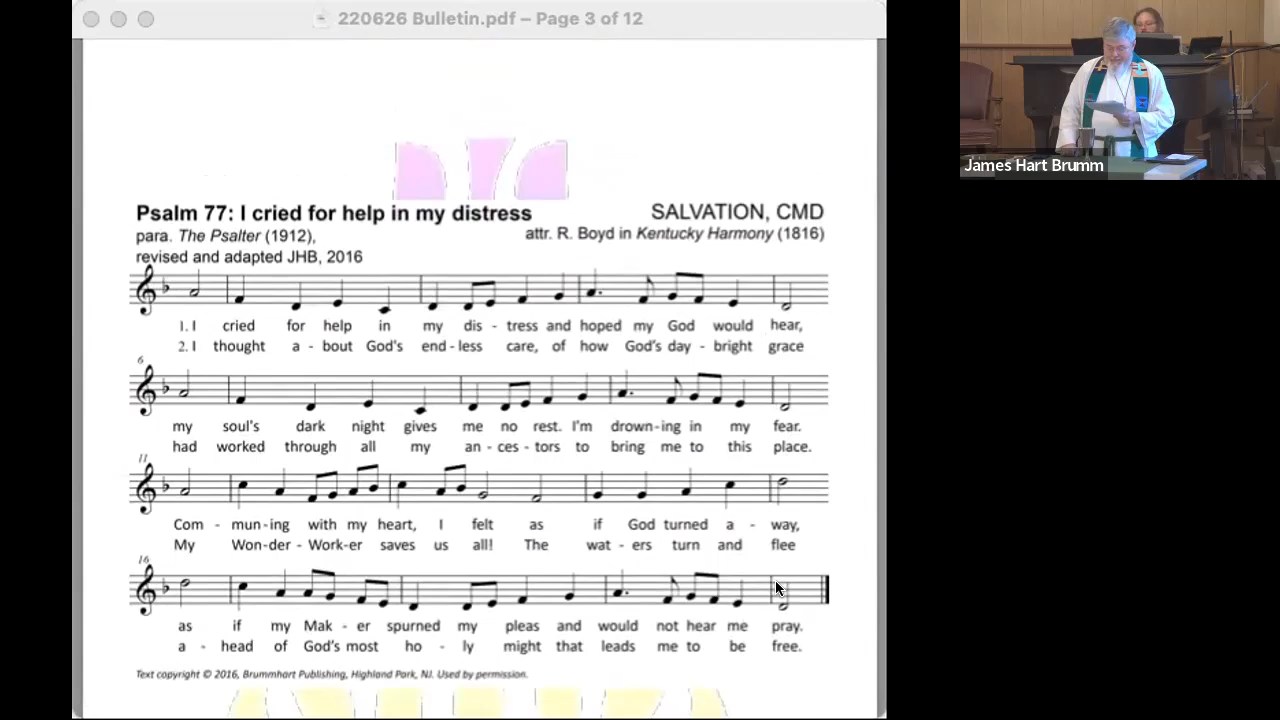 220626 Bulletin.pdf – Page 3 of 12
James Hart Brumm
Psalm 77: I cried for help in my distress
SALVATION, CMD
para. The Psalter (1912),
attr. R. Boyd in Kentucky Harmony (1816)
revised and adapted JHB, 2016
1. I cried for help in my dis - tress and hoped my God would hear,
2. I thought a - bout God's end - less care, of how God's day - bright grace
6
my soul's dark night gives me no rest. I'm drown - ing in my fear.
had worked through all my an - ces - tors to bring me to this place.
11
Com - mun - ing with my heart, I felt as if God turned a - way,
My Won - der - Work - er saves us all! The wat - ers turn and flee
16
as if my Mak - er spurned my pleas and would not hear me pray.
a - head of God's most ho - ly might that leads me to be free.
Text copyright © 2016, Brummhart Publishing, Highland Park, NJ. Used by permission.